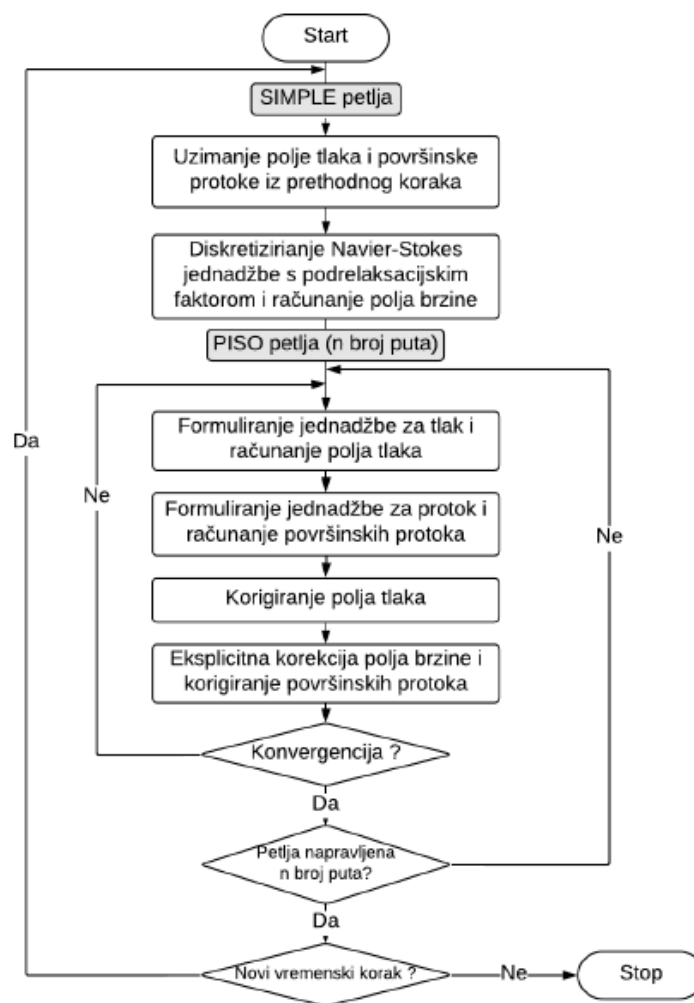 Start
SIMPLE petlja
Uzimanje polje tlaka i površinske
protoke iz prethodnog koraka
Diskretizirianje Navier-Stokes
jednadžbe s podrelaksacijskim
faktorom i računanje polja brzine
PISO petlja (n broj puta)
Formuliranje jednadžbe za tlak i
računanje polja tlaka
Da
Ne
Formuliranje jednadžbe za protok i
računanje površinskih protoka
Ne
Korigiranje polja tlaka
Eksplicitna korekcija polja brzine i
korigiranje površinskih protoka
Konvergencija ?
Da
Petlja napravljena
n broj puta?
Da
Novi vremenski korak ?
Ne
Stop